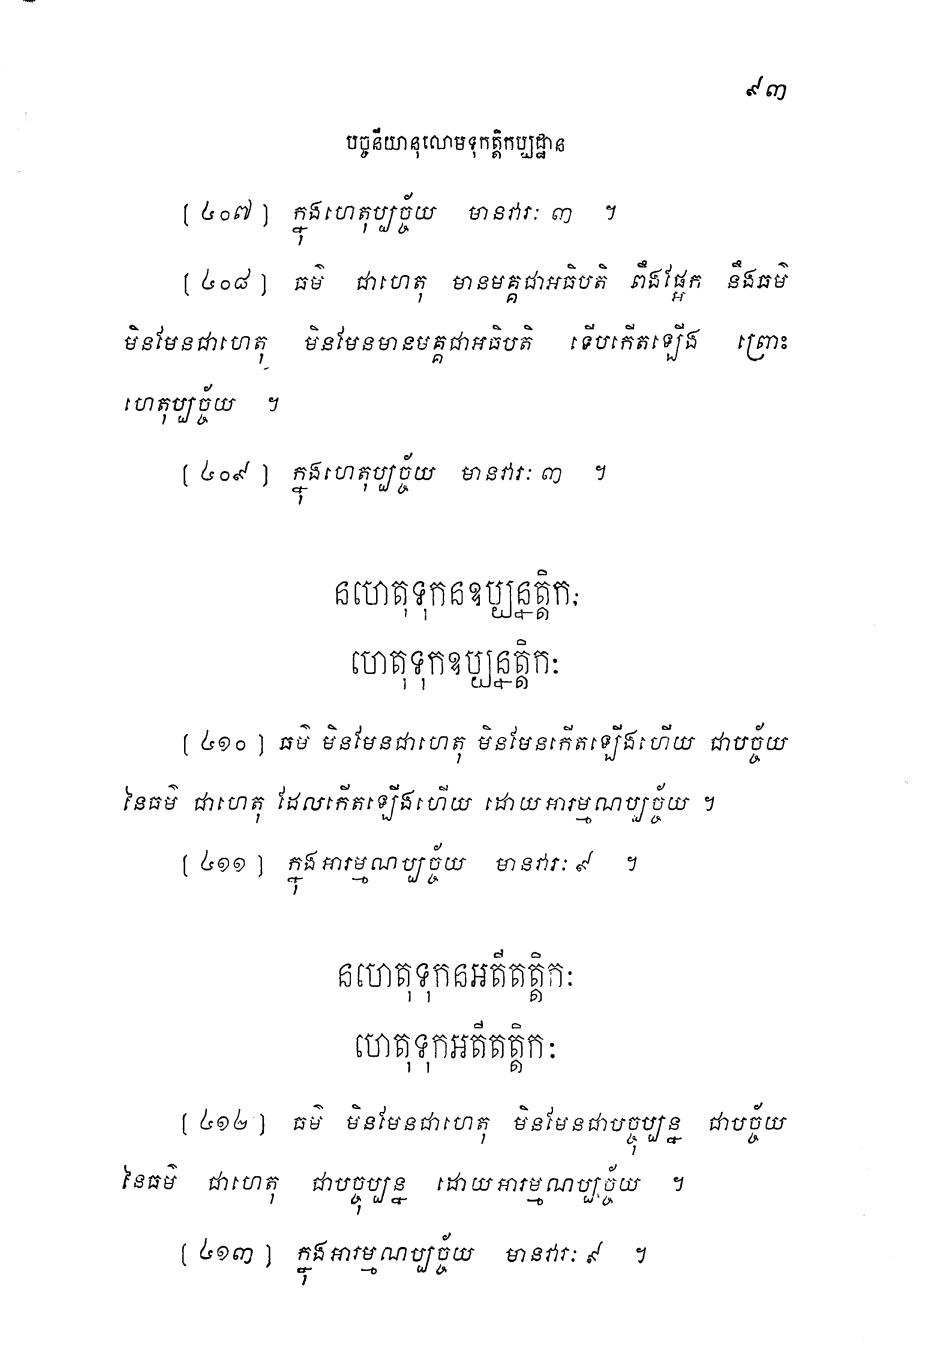 ៩៣
បច្ចនីយានុលោមទុកត្តិកប្បដ្ឋាន
[៤០៧] ក្នុងហេតុប្បច្ច័យ មានវារៈ ៣ ។
[៤០៨] ធម៌ ជាហេតុ មានមគ្គជាអធិបតិ ពឹងផ្អែក នឹងធម៌
មិនមែនជាហេតុ មិនមែនមានមគ្គជាអធិបតិ ទើបកើតឡើង ព្រោះ
ហេតុប្បច្ច័យ ។
[៤០៩] ក្នុងហេតុប្បច្ច័យ មានវារៈ ៣ ។
នហេតុទុកនឧប្បន្នត្តិកៈ
ហេតុទុកឧប្បន្នត្តិកៈ
[៤១០] ធម៌ មិនមែនជាហេតុ មិនមែនកើតឡើងហើយ ជាបច្ច័យ
នៃធម៌ ជាហេតុ ដែលកើតឡើងហើយ ដោយអារម្មណប្បច្ច័យ ។
[៤១១] ក្នុងអារម្មណប្បច្ច័យ មានវារៈ ៩ ។
នហេតុទុកនអតីតត្តិកៈ
ហេតុទុកអតីតត្តិកៈ
[៤១២] ធម៌ មិនមែនជាហេតុ មិនមែនជាបច្ចុប្បន្ន ជាបច្ច័យ
នៃធម៌ ជាហេតុ ជាបច្ចុប្បន្ន ដោយអារម្មណប្បច្ច័យ ។
[៤១៣] ក្នុងអារម្មណប្បច្ច័យ មានវារៈ ៩ ។